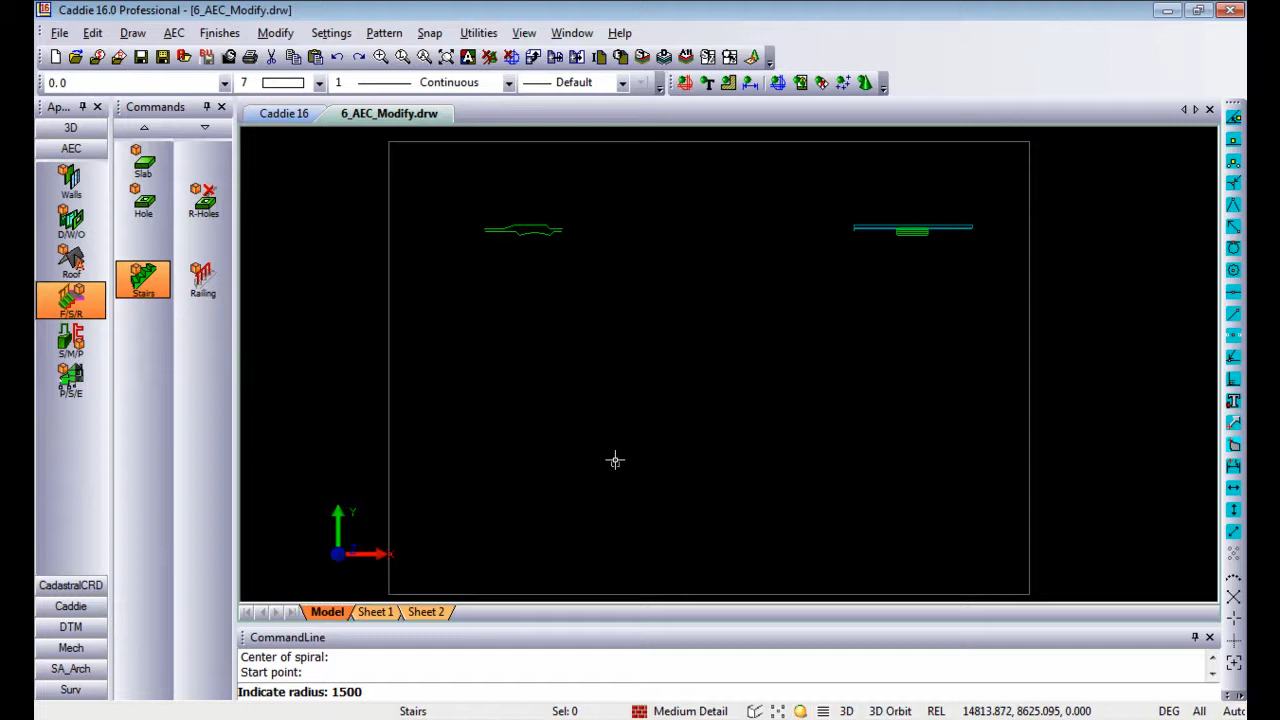 Caddie 16.0 Professional - [6_AEC_Modify.drw]
File Edit Draw AEC Finishes Modify Settings Pattern Snap Utilities View Window Help
0.0 7 1 Continuous Default
Ap... Commands Caddie 16 6_AEC_Modify.drw
3D
AEC
Walls
D/W/O
Roof
F/S/R
S/M/P
P/S/E
CadastralCRD
Caddie
DTM
Mech
SA_Arch
Surv
Slab
Hole R-Holes
Stairs Railing
Y
X
Z
Model Sheet 1 Sheet 2
CommandLine
Center of spiral:
Start point:
Indicate radius: 1500
Stairs Sel: 0 Medium Detail 3D 3D Orbit REL 14813.872, 8625.095, 0.000 DEG All Auto